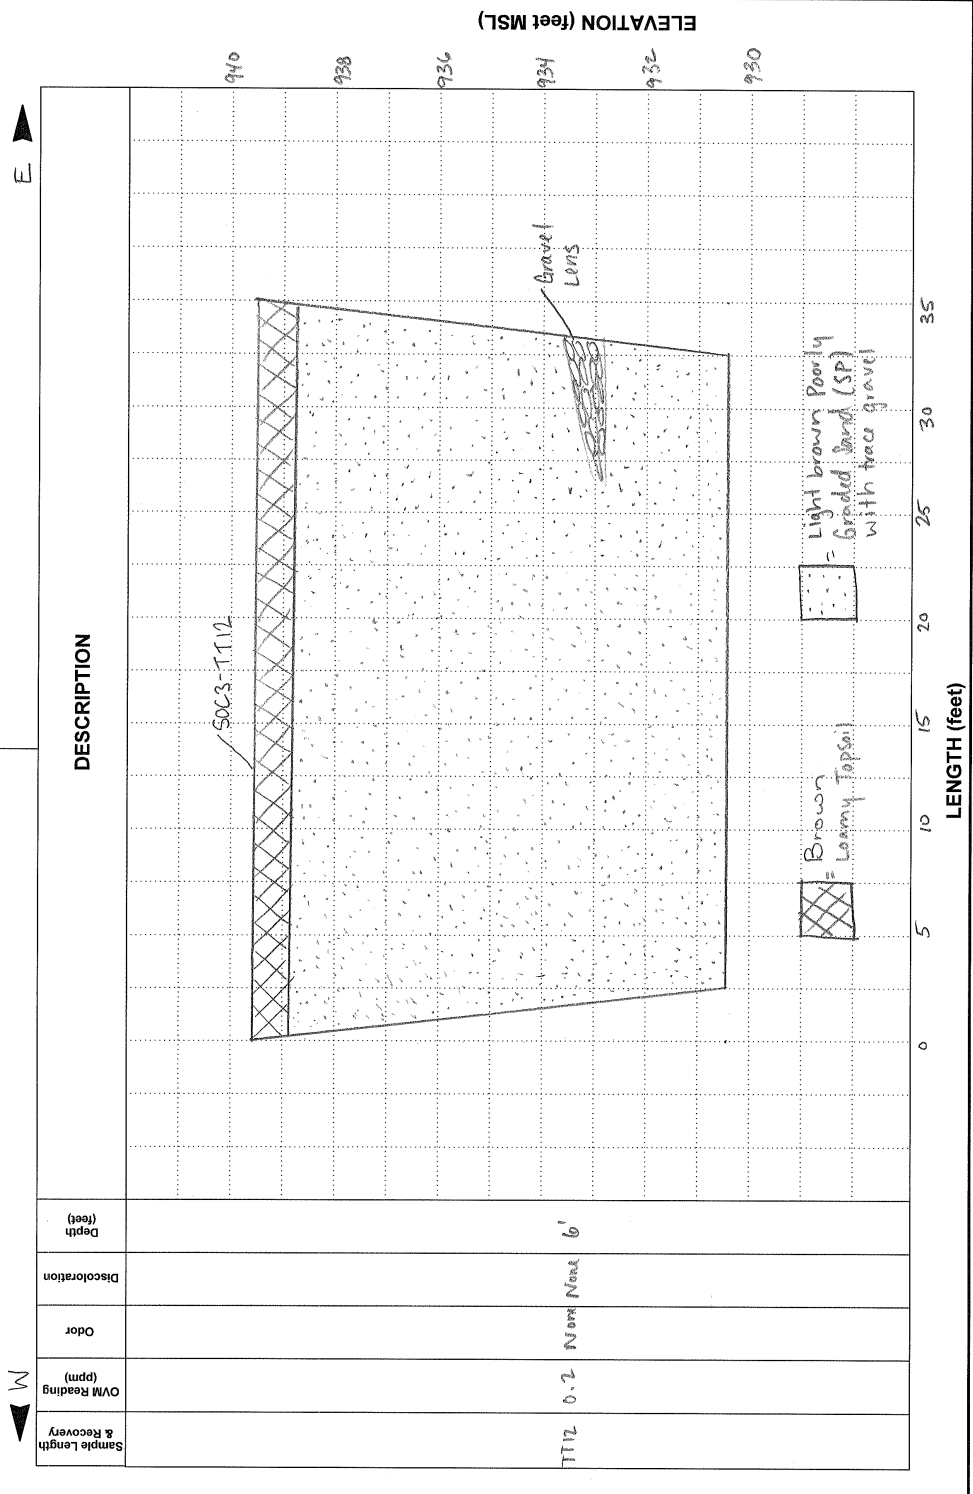 W
E
Sample Length
& Recovery
OVM Reading
(ppm)
Odor
Discoloration
Depth
(feet)
DESCRIPTION
TT12 0.2 None None 6'
SOC3-TT12
Gravel
Lens
940
938
936
934
932
930
ELEVATION (feet MSL)
= Brown
Loamy Topsoil
= Light brown Poorly
Graded Sand (SP)
with trace gravel
0 5 10 15 20 25 30 35
LENGTH (feet)